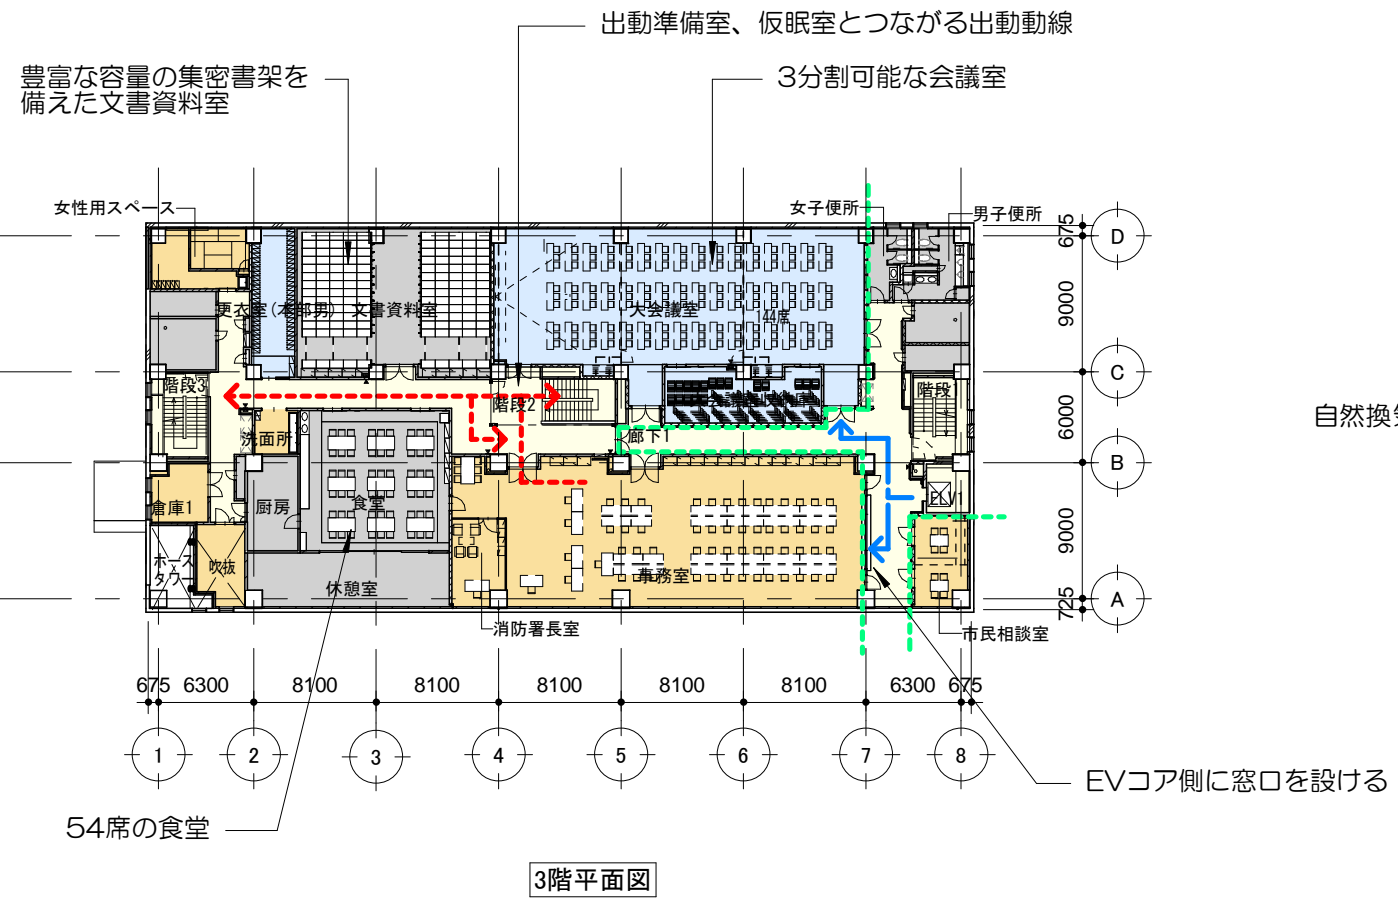 出動準備室、仮眠室とつながる出動動線
豊富な容量の集密書架を
備えた文書資料室
3分割可能な会議室
女性用スペース
女子便所
男子便所
675
D
更衣室(本部男)
文書資料室
大会議室
144席
9000
C
階段3
階段2
階段
自然換気
6000
洗面所
廊下1
B
倉庫1
厨房
食堂
ELV1
9000
ホース
タワー
吹抜
休憩室
事務室
A
725
消防署長室
市民相談室
675
6300
8100
8100
8100
8100
8100
6300
675
1
2
3
4
5
6
7
8
EVコア側に窓口を設ける
54席の食堂
3階平面図